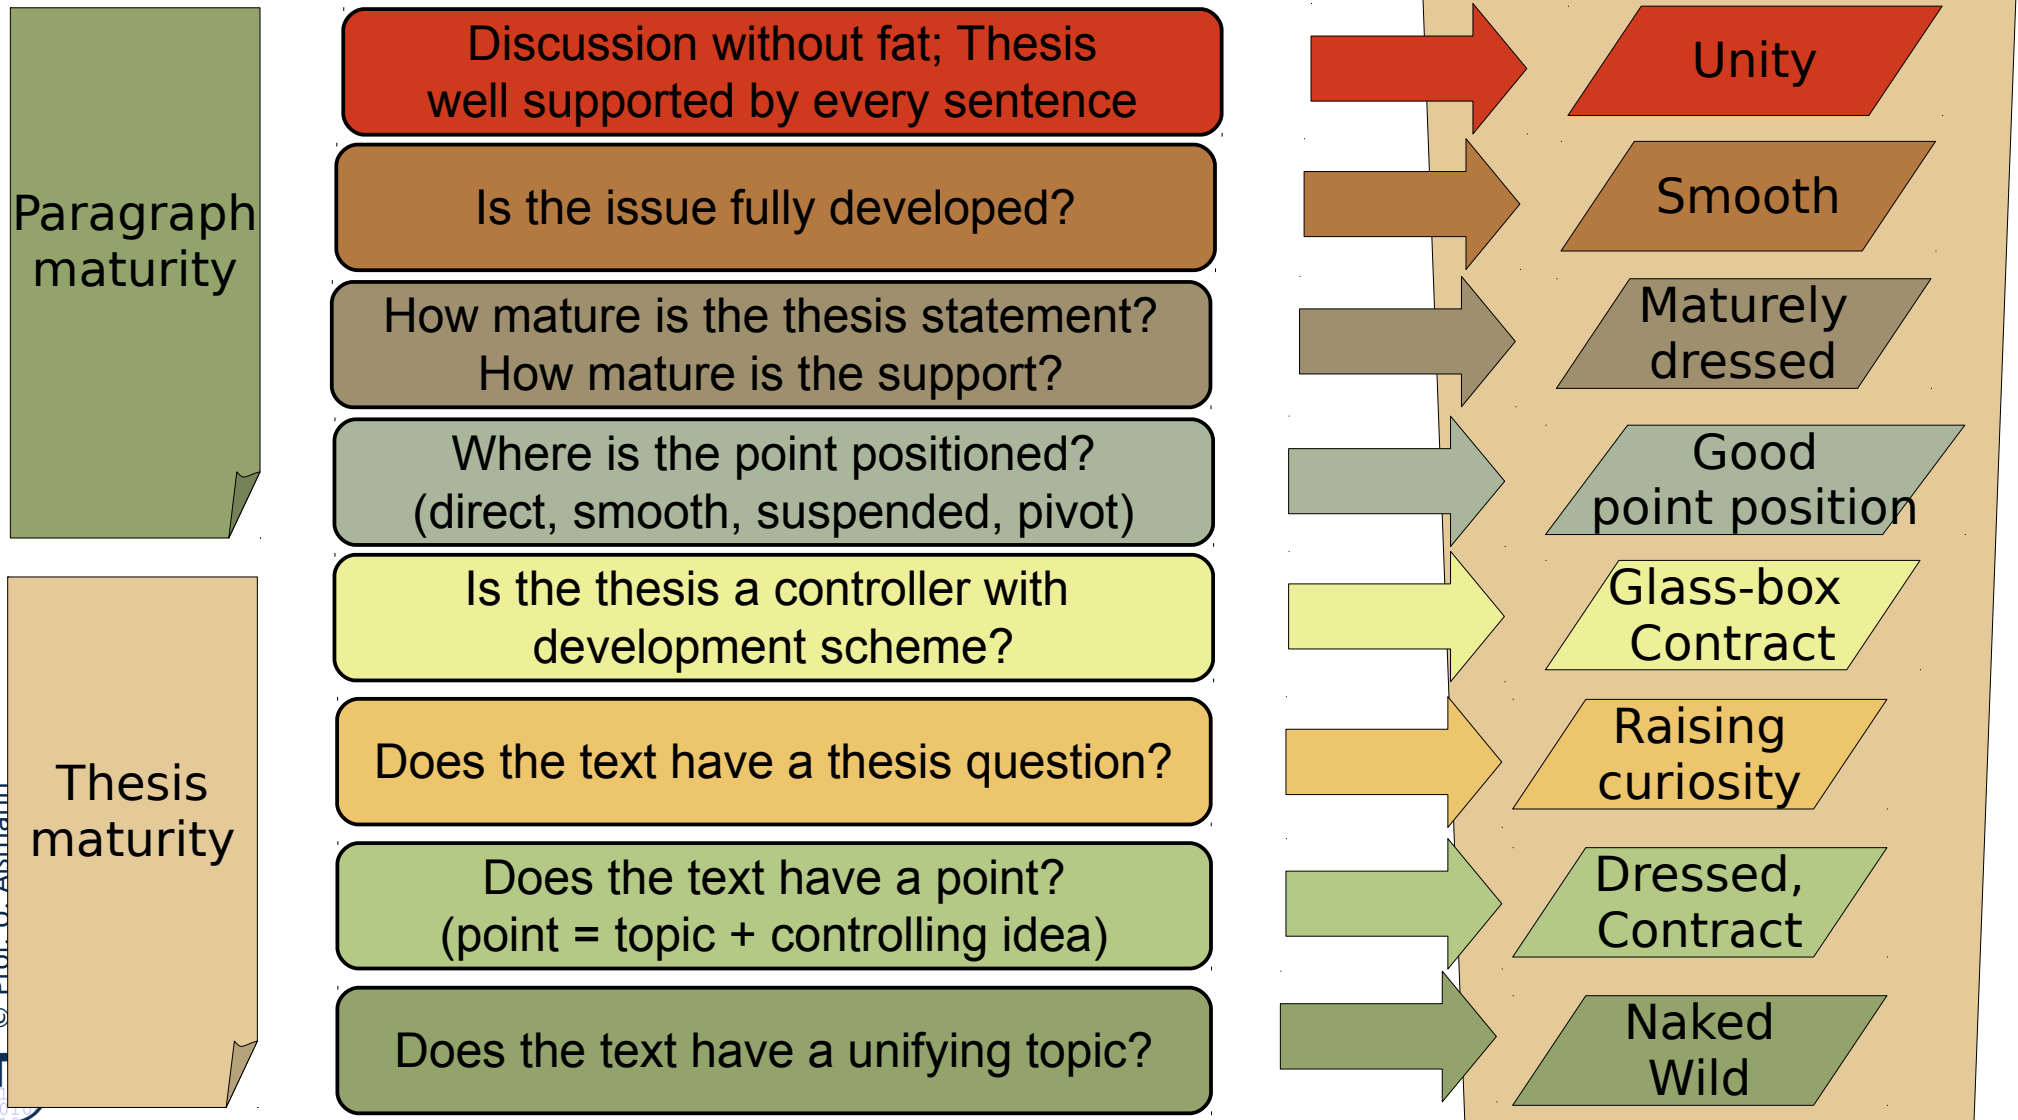 Paragraph
maturity
Discussion without fat; Thesis
well supported by every sentence
Unity
Is the issue fully developed?
Smooth
How mature is the thesis statement?
How mature is the support?
Maturely
dressed
Where is the point positioned?
(direct, smooth, suspended, pivot)
Good
point position
Thesis
maturity
Is the thesis a controller with
development scheme?
Glass-box
Contract
Does the text have a thesis question?
Raising
curiosity
Does the text have a point?
(point = topic + controlling idea)
Dressed,
Contract
Does the text have a unifying topic?
Naked
Wild